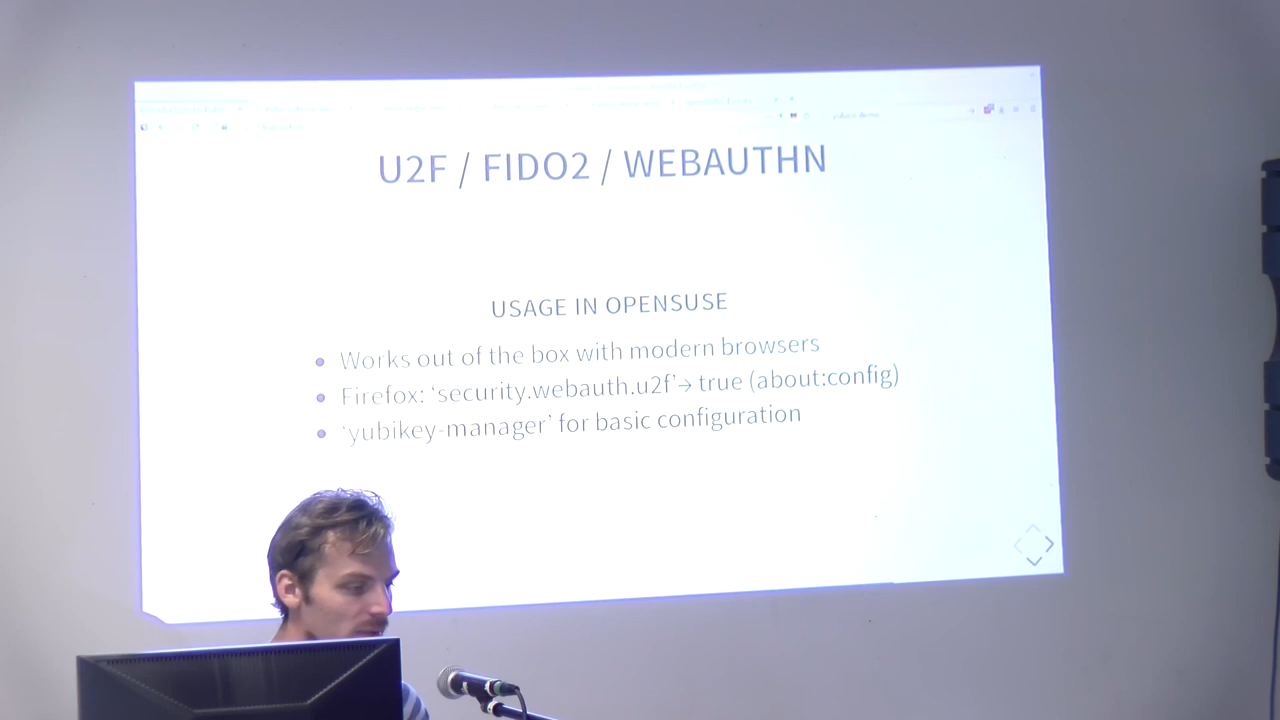 U2F / FIDO2 / WEBAUTHN
USAGE IN OPENSUSE
Works out of the box with modern browsers
Firefox: ‘security.webauth.u2f’→ true (about:config)
‘yubikey-manager’ for basic configuration